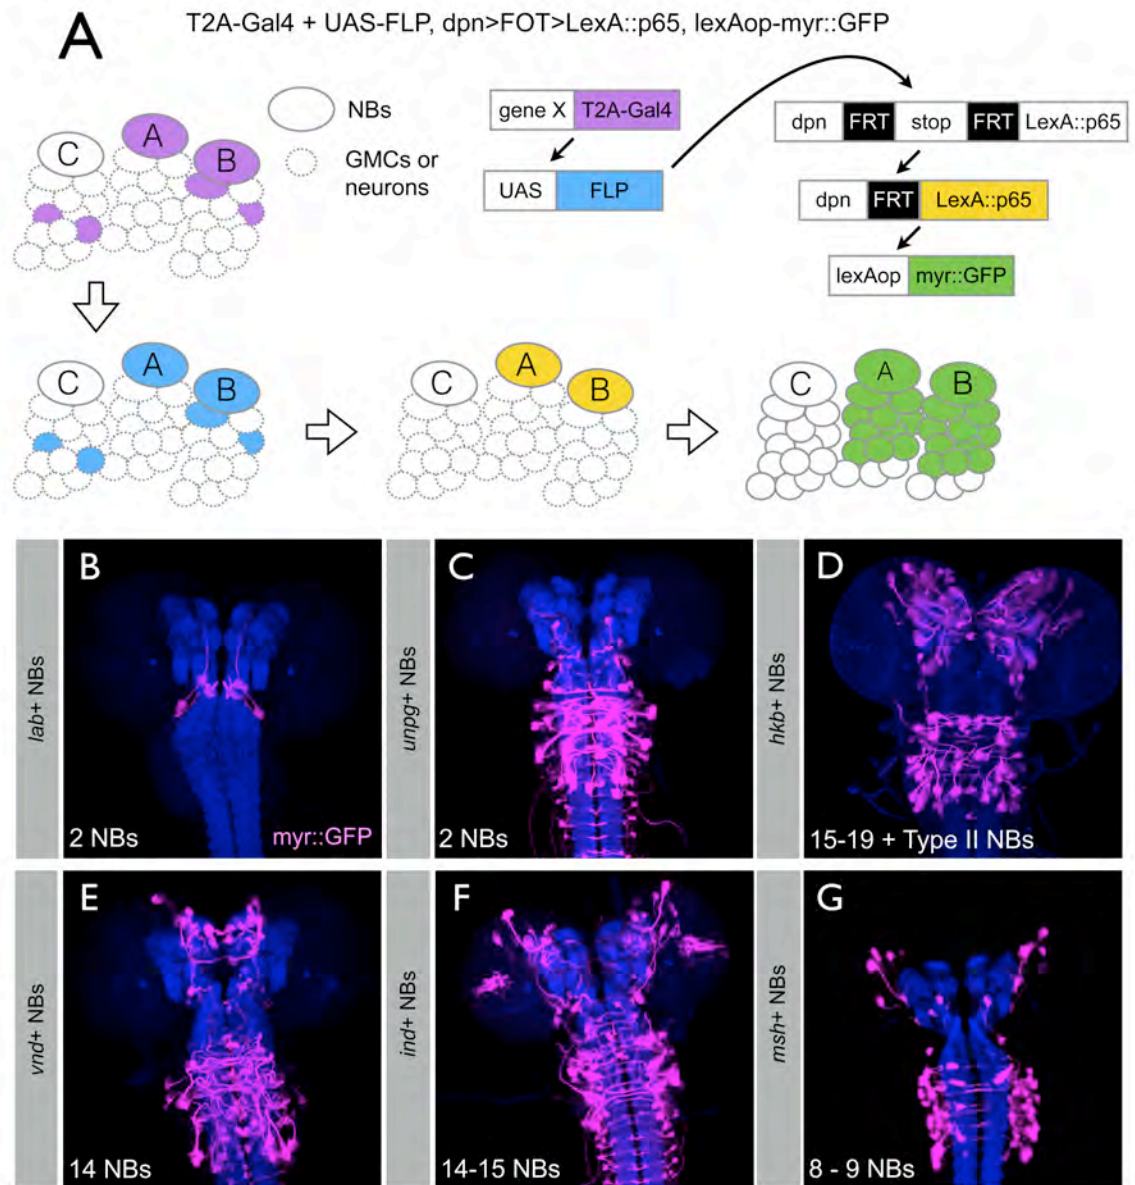 A
T2A-Gal4 + UAS-FLP, dpn>FOT>LexA::p65, lexAop-myr::GFP
C
A
B
NBs
GMCs or
neurons
gene X T2A-Gal4
UAS FLP
dpn FRT stop FRT LexA::p65
dpn FRT LexA::p65
lexAop myr::GFP
C
A
B
C
A
B
C
A
B
lab+ NBs
B
2 NBs
myr::GFP
unpg+ NBs
C
2 NBs
hkb+ NBs
D
15-19 + Type II NBs
vnd+ NBs
E
14 NBs
ind+ NBs
F
14-15 NBs
msh+ NBs
G
8 - 9 NBs